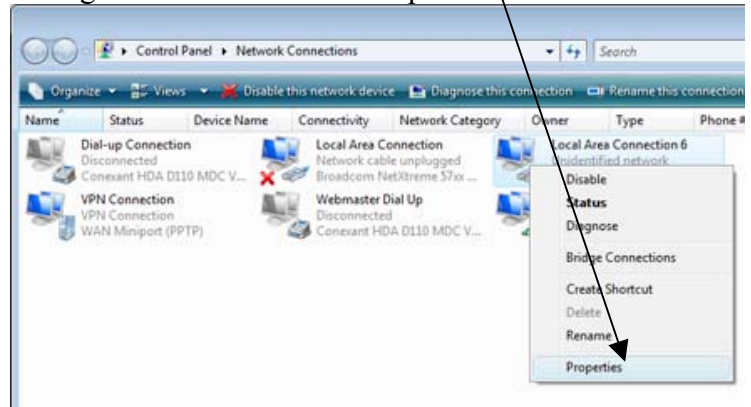 Control Panel ▸ Network Connections Search
Organize Views Disable this network device Diagnose this connection Rename this connection
Name Status Device Name Connectivity Network Category Owner Type Phone #
Dial-up Connection
Disconnected
Conexant HDA D110 MDC V...
Local Area Connection
Network cable unplugged
Broadcom NetXtreme 57xx ...
Local Area Connection 6
Unidentified network
VPN Connection
VPN Connection
WAN Miniport (PPTP)
Webmaster Dial Up
Disconnected
Conexant HDA D110 MDC V...
Disable
Status
Diagnose
Bridge Connections
Create Shortcut
Delete
Rename
Properties